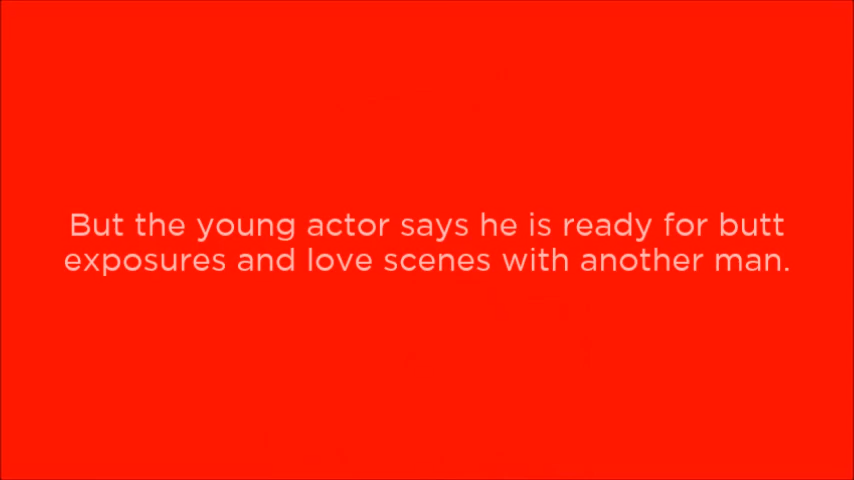 But the young actor says he is ready for butt
exposures and love scenes with another man.